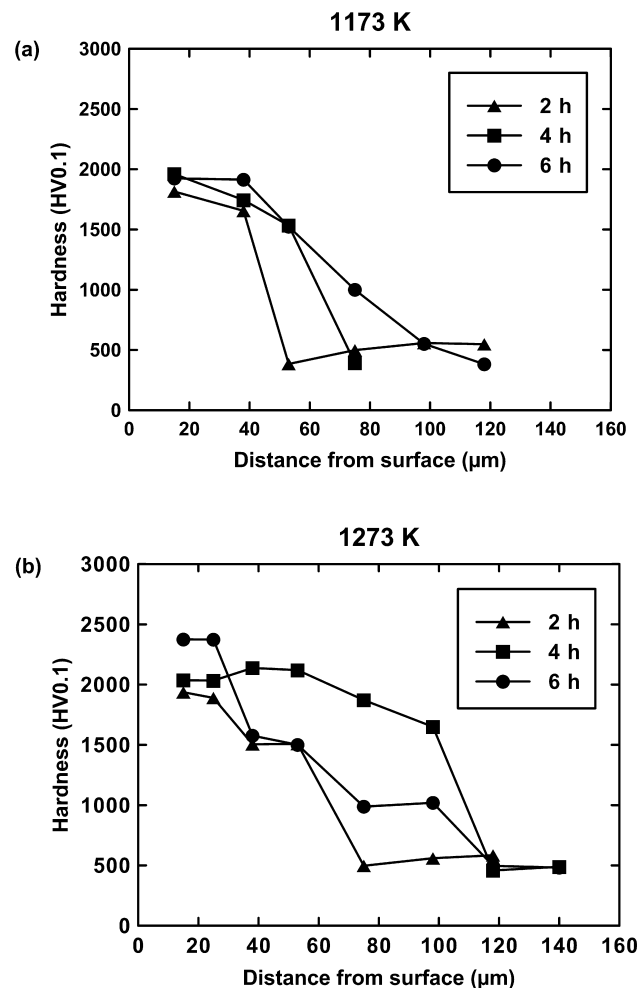 1173 K
(a)
3000
2500
2000
1500
1000
500
0
Hardness (HV0.1)
2 h
4 h
6 h
0 20 40 60 80 100 120 140 160
Distance from surface (µm)
1273 K
(b)
3000
2500
2000
1500
1000
500
0
Hardness (HV0.1)
2 h
4 h
6 h
0 20 40 60 80 100 120 140 160
Distance from surface (µm)